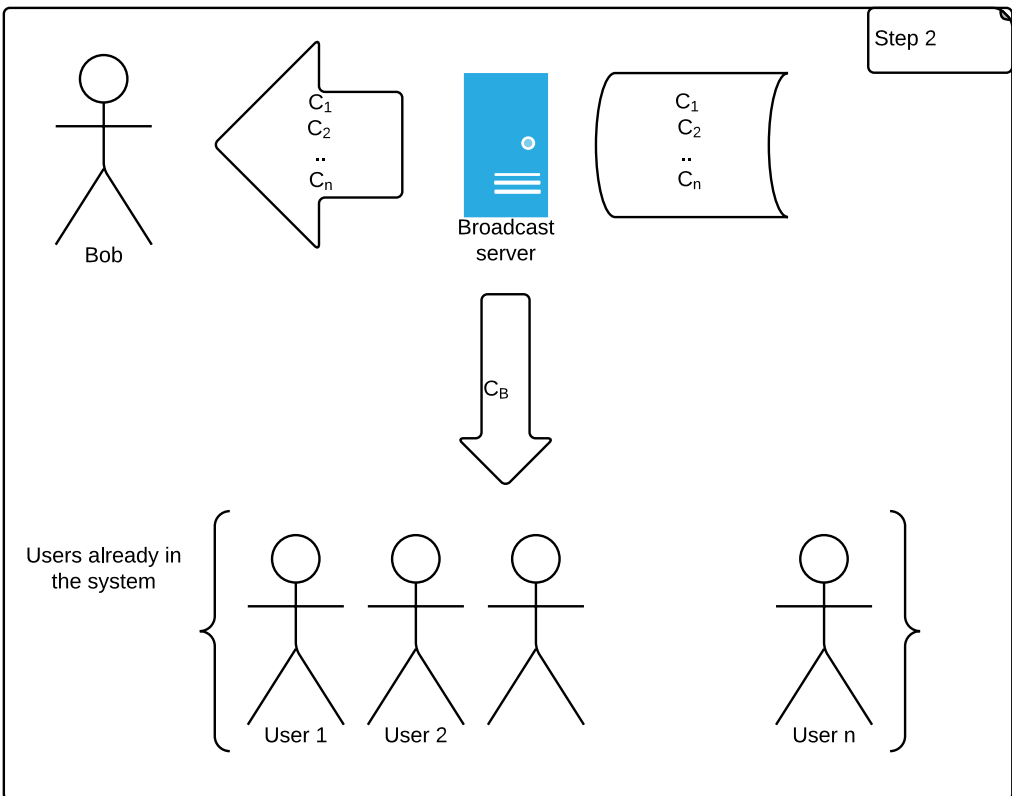 Step 2
C₁
C₂
..
Cₙ
C₁
C₂
..
Cₙ
Bob
Broadcast
server
C_B
Users already in
the system
User 1
User 2
User n